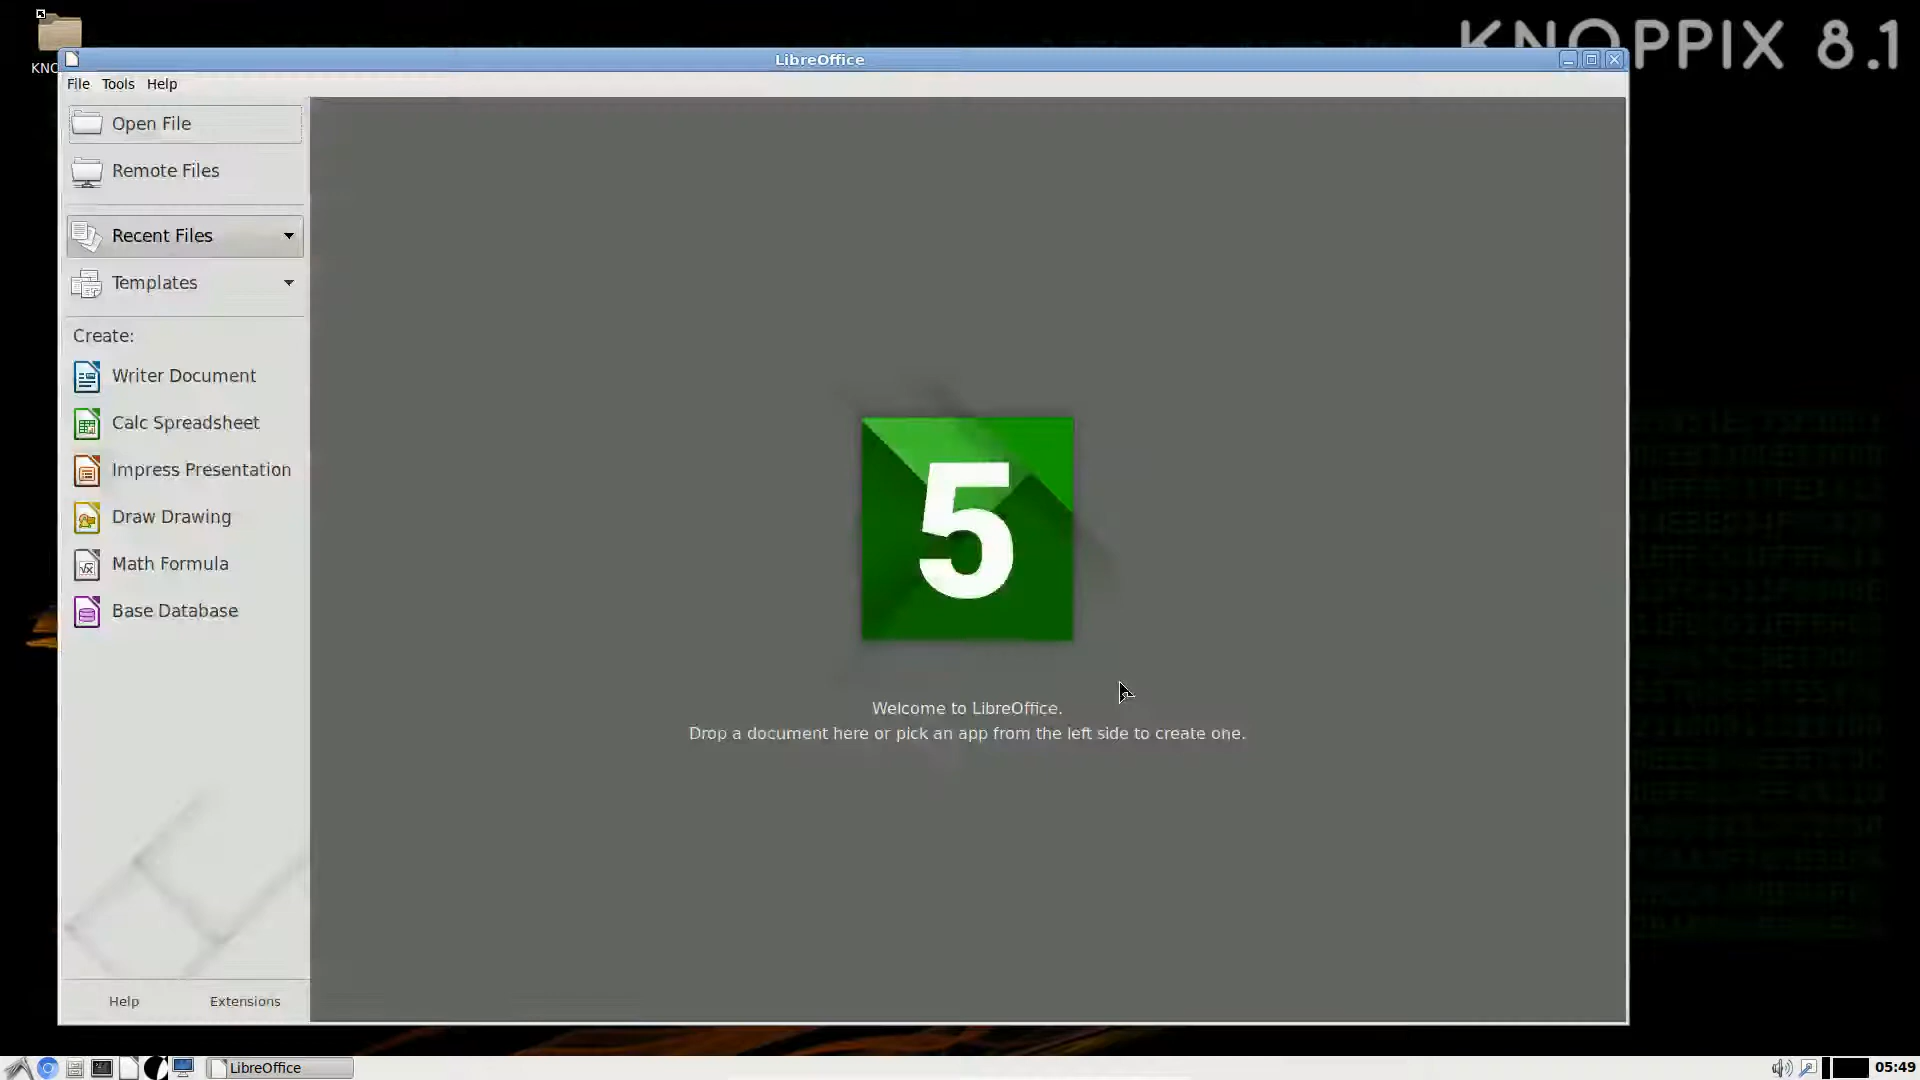 KNOPPIX 8.1
KNO
LibreOffice
File Tools Help
Open File
Remote Files
Recent Files
Templates
Create:
Writer Document
Calc Spreadsheet
Impress Presentation
Draw Drawing
Math Formula
Base Database
5
Welcome to LibreOffice.
Drop a document here or pick an app from the left side to create one.
Help Extensions
LibreOffice
05:49